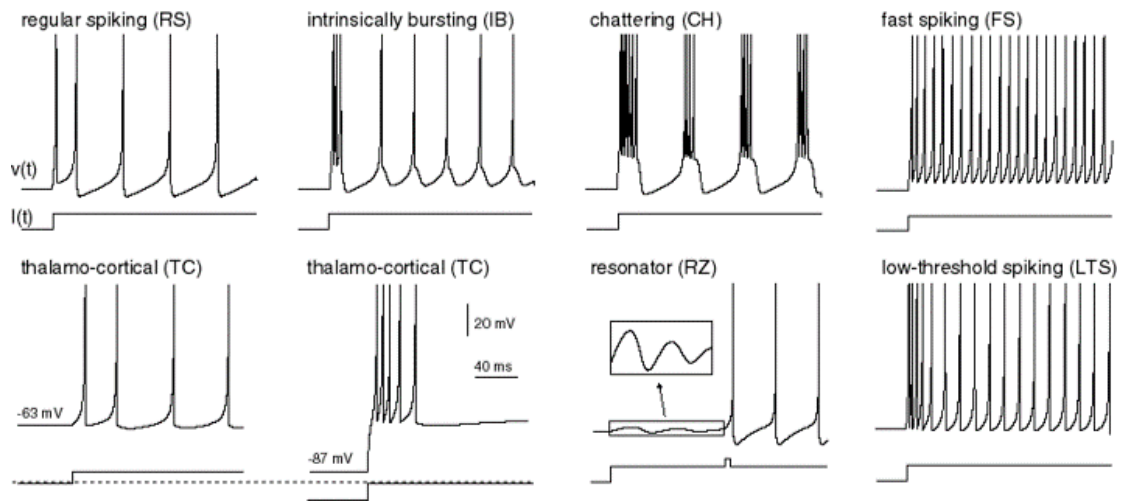 regular spiking (RS)
intrinsically bursting (IB)
chattering (CH)
fast spiking (FS)
v(t)
I(t)
thalamo-cortical (TC)
thalamo-cortical (TC)
resonator (RZ)
low-threshold spiking (LTS)
20 mV
40 ms
-63 mV
-87 mV